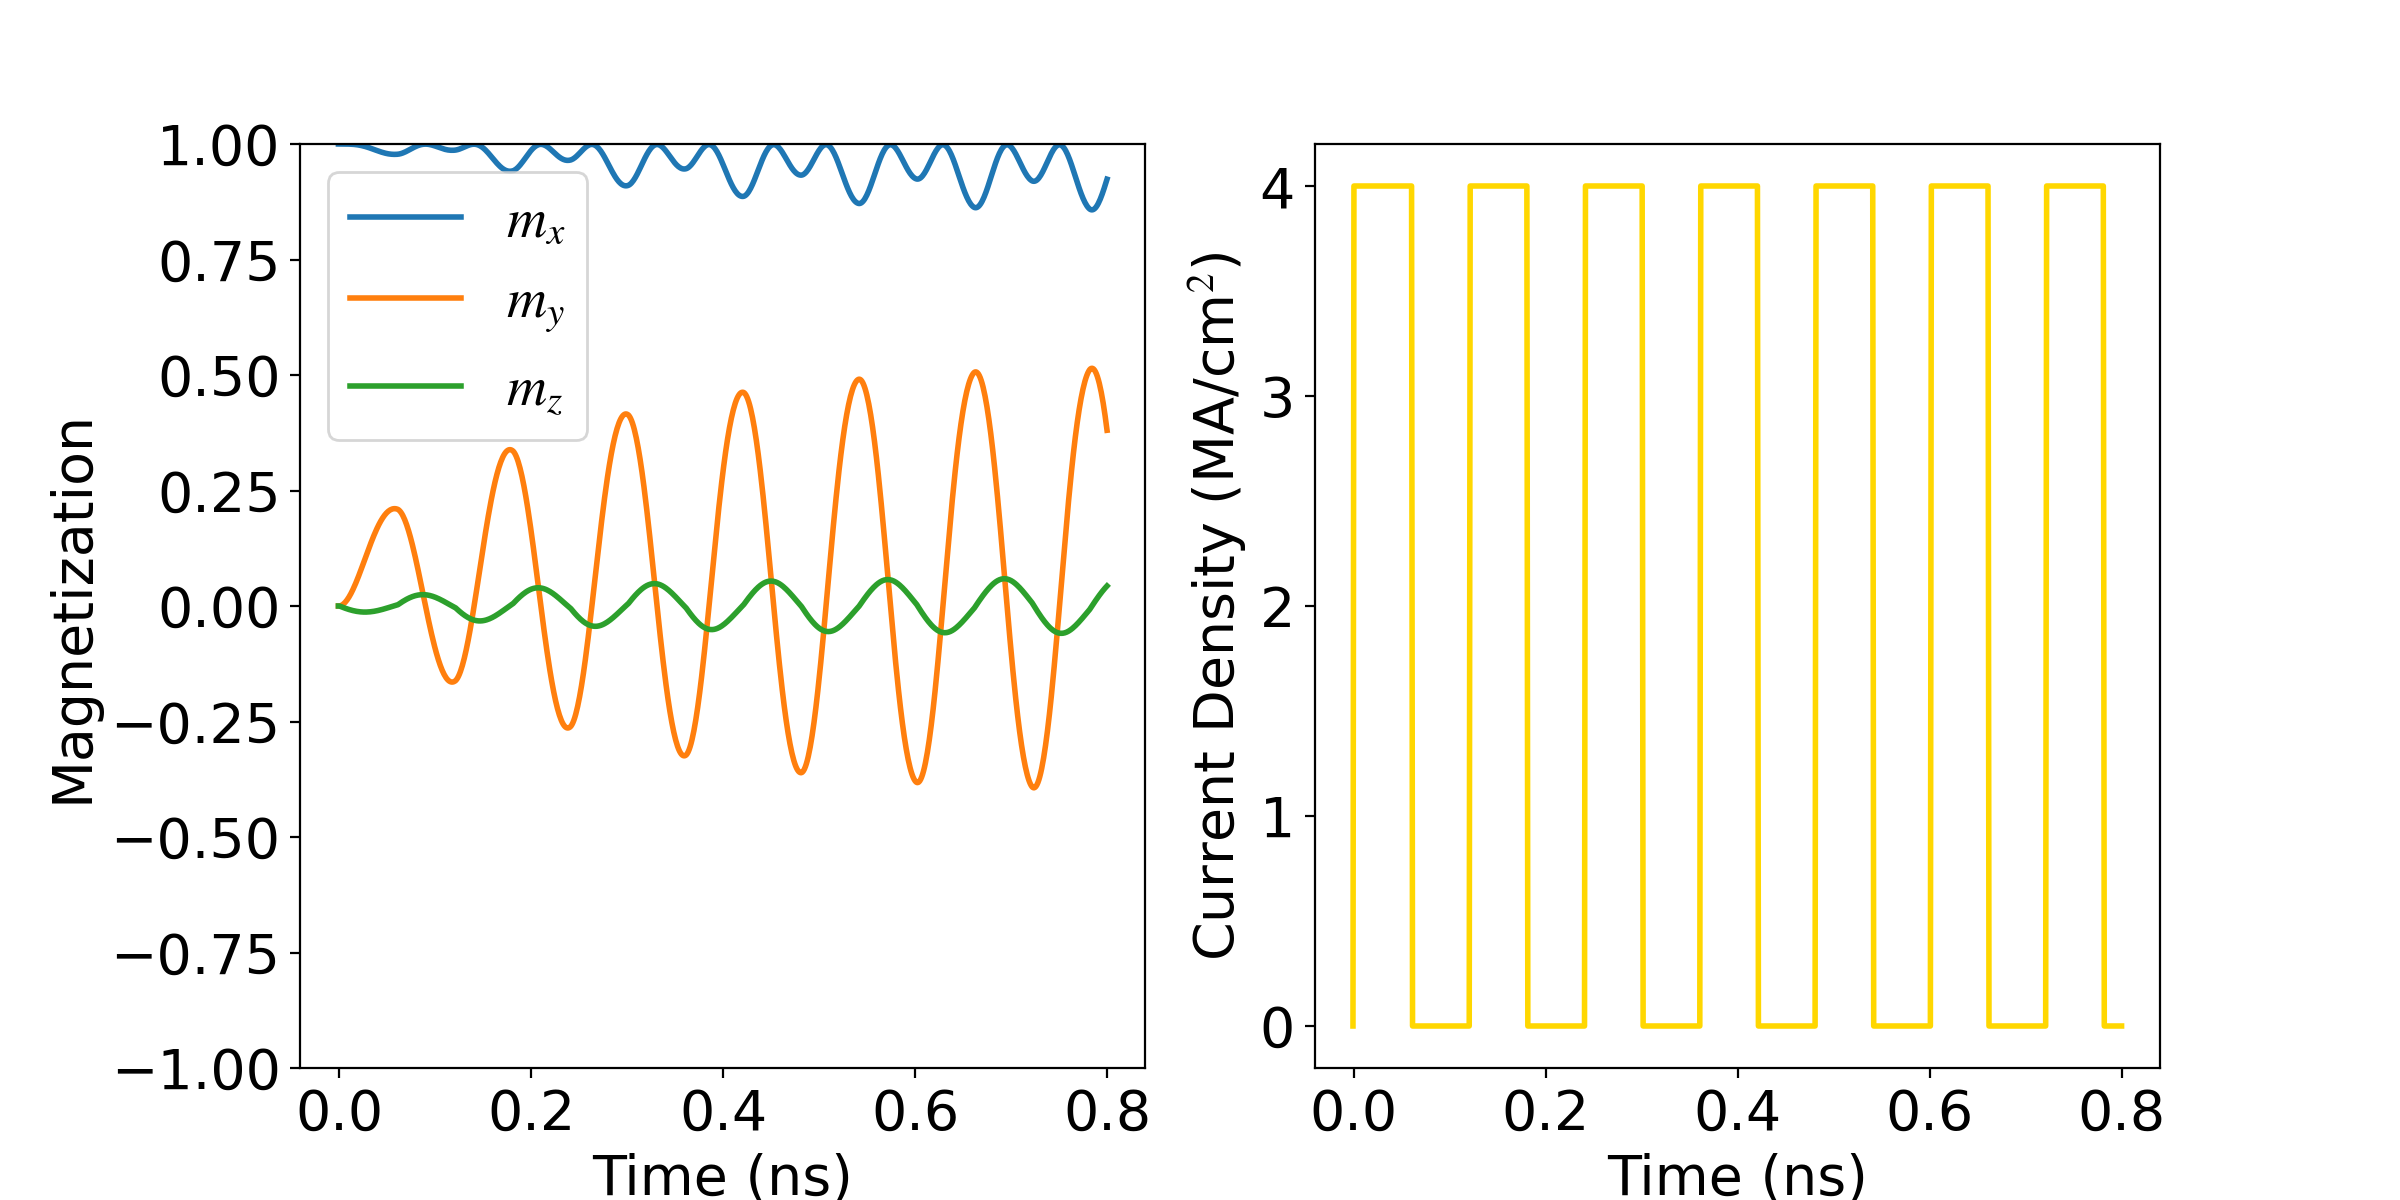 1.00
0.75
0.50
0.25
0.00
−0.25
−0.50
−0.75
−1.00
Magnetization
m_x
m_y
m_z
0.0 0.2 0.4 0.6 0.8
Time (ns)
4
3
2
1
0
Current Density (MA/cm²)
0.0 0.2 0.4 0.6 0.8
Time (ns)